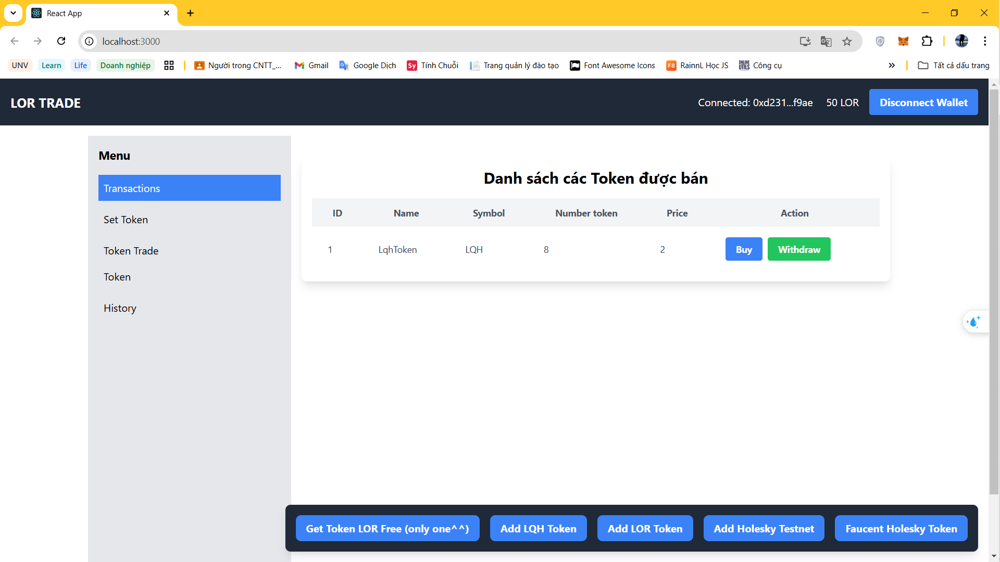 React App
localhost:3000
UNV Learn Life Doanh nghiệp Người trong CNTT_... Gmail Google Dịch Sy Tính Chuỗi Trang quản lý đào tạo Font Awesome Icons F8 RainnL Học JS ONLINE UTILS Công cụ Tất cả dấu trang
LOR TRADE Connected: 0xd231...f9ae 50 LOR Disconnect Wallet
Menu
Transactions
Set Token
Token Trade
Token
History
Danh sách các Token được bán
ID Name Symbol Number token Price Action
1 LqhToken LQH 8 2 Buy Withdraw
Get Token LOR Free (only one^^) Add LQH Token Add LOR Token Add Holesky Testnet Faucent Holesky Token